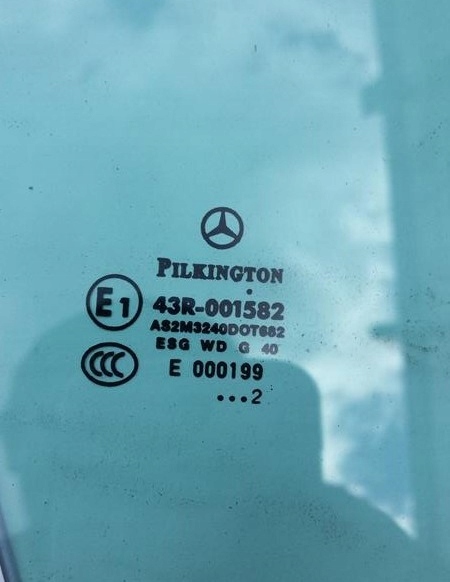 PILKINGTON
E1 43R-001582
AS2M3240DOT682
ESG WD G 40
CCC E 000199
...2